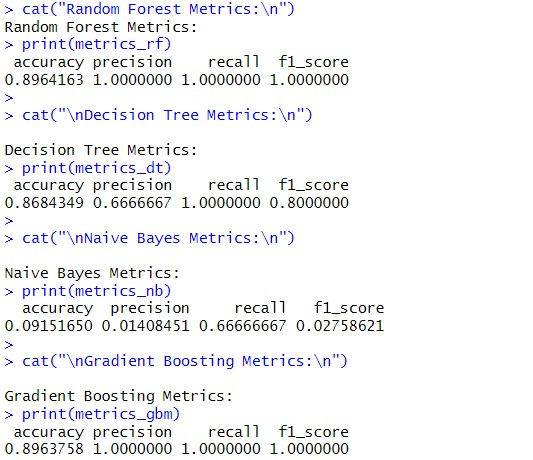 > cat("Random Forest Metrics:\n")
Random Forest Metrics:
> print(metrics_rf)
 accuracy precision    recall  f1_score
0.8964163 1.0000000 1.0000000 1.0000000
>
> cat("\nDecision Tree Metrics:\n")

Decision Tree Metrics:
> print(metrics_dt)
 accuracy precision    recall  f1_score
0.8684349 0.6666667 1.0000000 0.8000000
>
> cat("\nNaive Bayes Metrics:\n")

Naive Bayes Metrics:
> print(metrics_nb)
  accuracy  precision     recall   f1_score
0.09151650 0.01408451 0.66666667 0.02758621
>
> cat("\nGradient Boosting Metrics:\n")

Gradient Boosting Metrics:
> print(metrics_gbm)
 accuracy precision    recall  f1_score
0.8963758 1.0000000 1.0000000 1.0000000